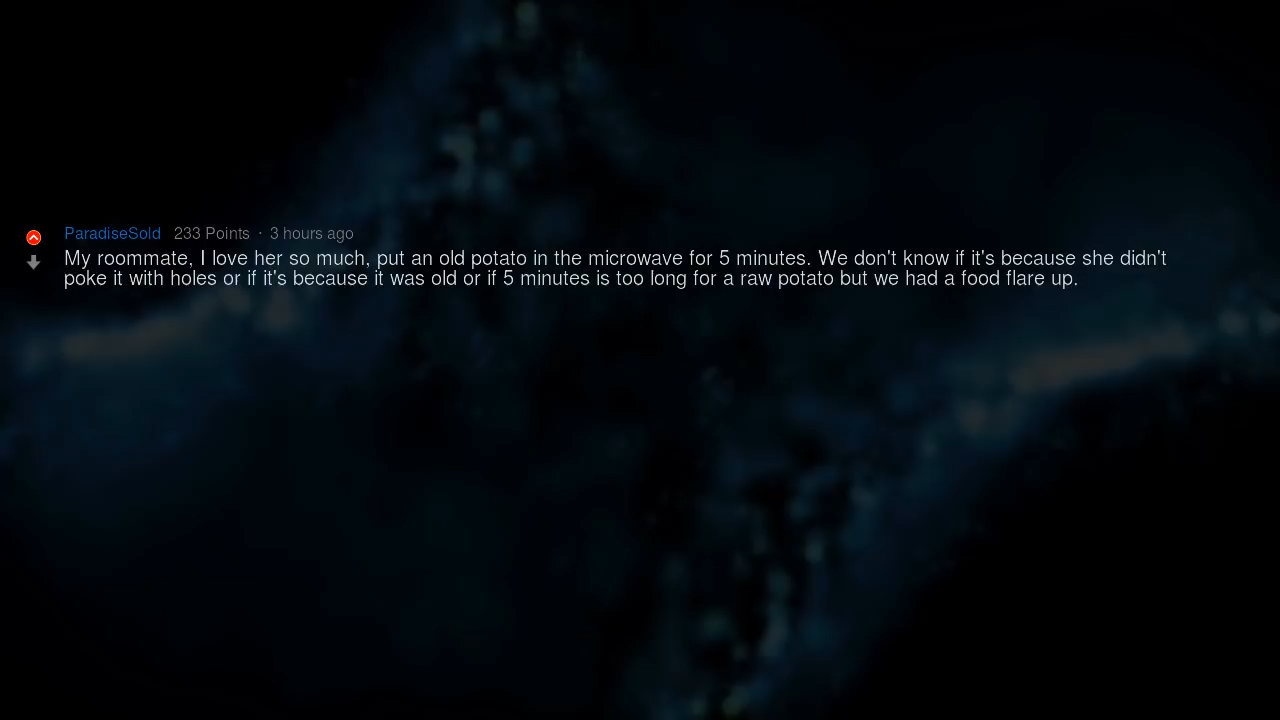 ParadiseSold 233 Points · 3 hours ago
My roommate, I love her so much, put an old potato in the microwave for 5 minutes. We don't know if it's because she didn't
poke it with holes or if it's because it was old or if 5 minutes is too long for a raw potato but we had a food flare up.